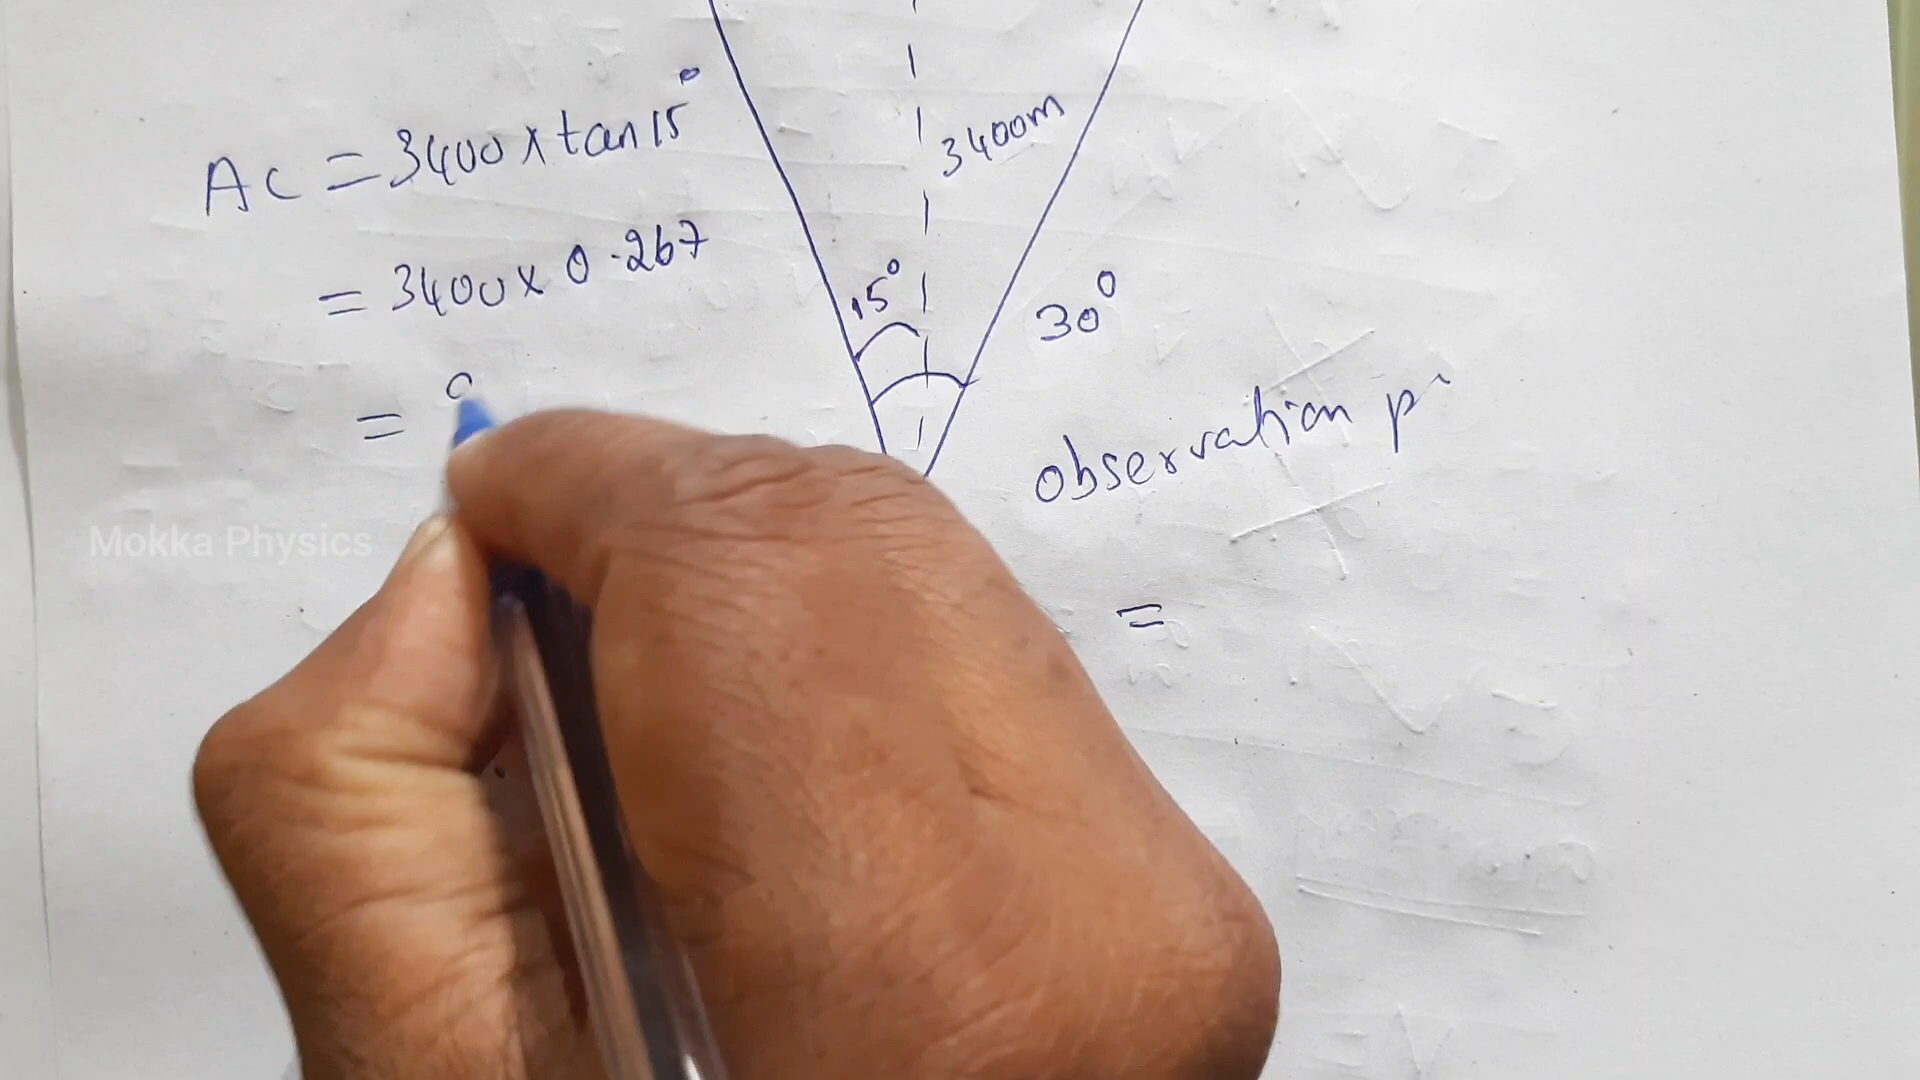 AC = 3400 x tan 15°
= 3400 x 0.267
=
3400m
15°
30°
observation
=
Mokka Physics